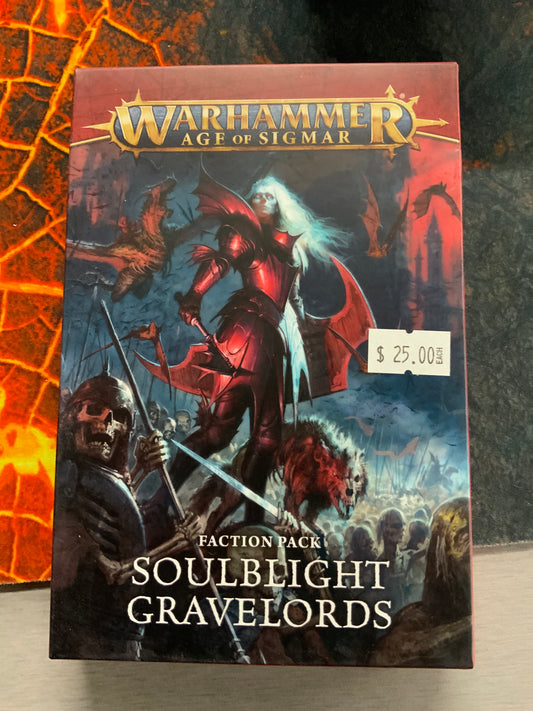 WARHAMMER
AGE OF SIGMAR
$ 25.00 EACH
FACTION PACK
SOULBLIGHT
GRAVELORDS